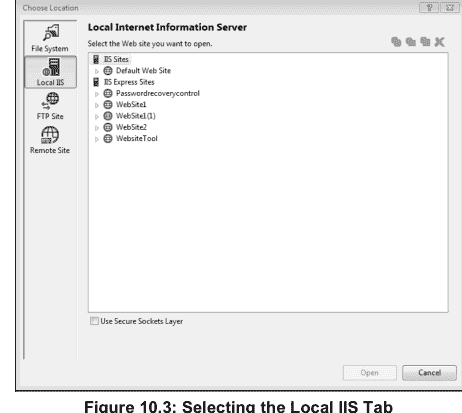 Choose Location
File System
Local IIS
FTP Site
Remote Site
Local Internet Information Server
Select the Web site you want to open.
IIS Sites
Default Web Site
IIS Express Sites
Passwordrecoverycontrol
WebSite1
WebSite1(1)
WebSite2
WebsiteTool
Use Secure Sockets Layer
Open
Cancel
Figure 10.3: Selecting the Local IIS Tab